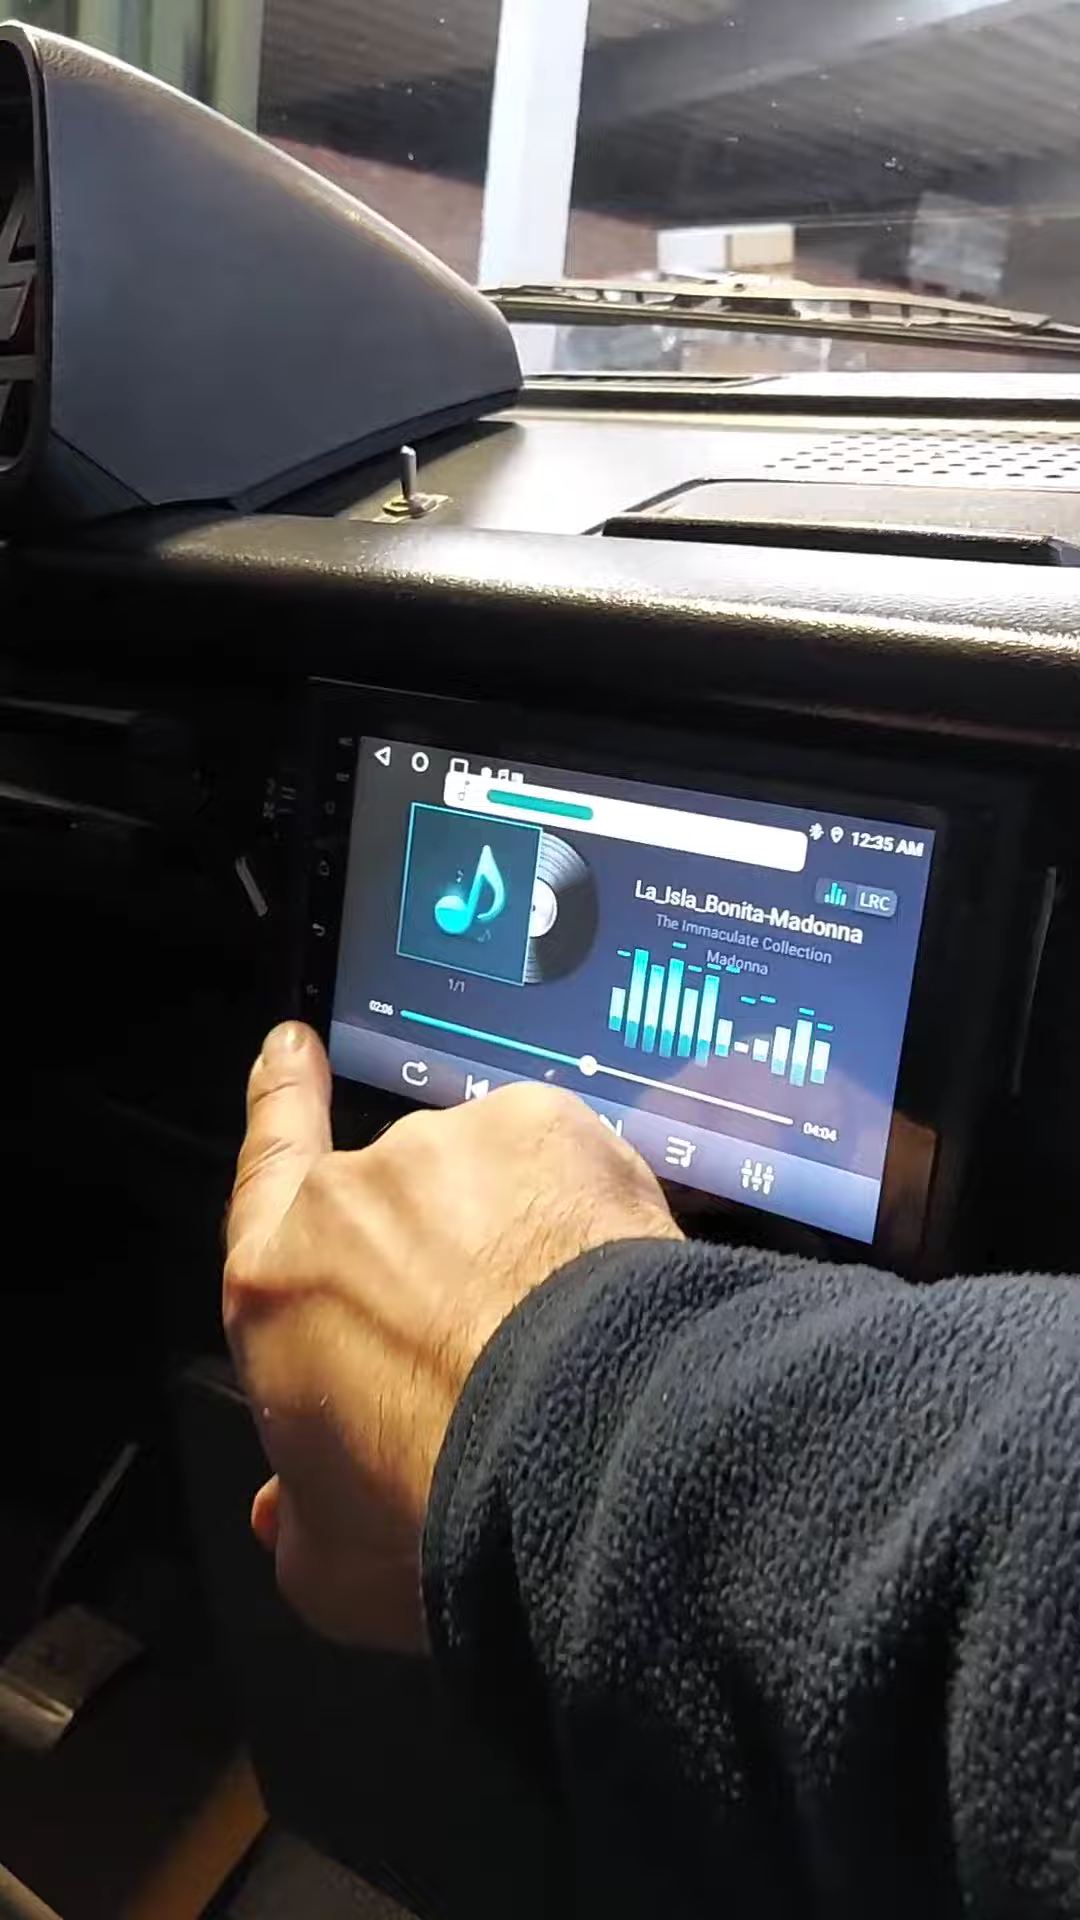 12:35 AM
LRC
La_Isla_Bonita-Madonna
The Immaculate Collection
Madonna
1/1
02:06
04:04